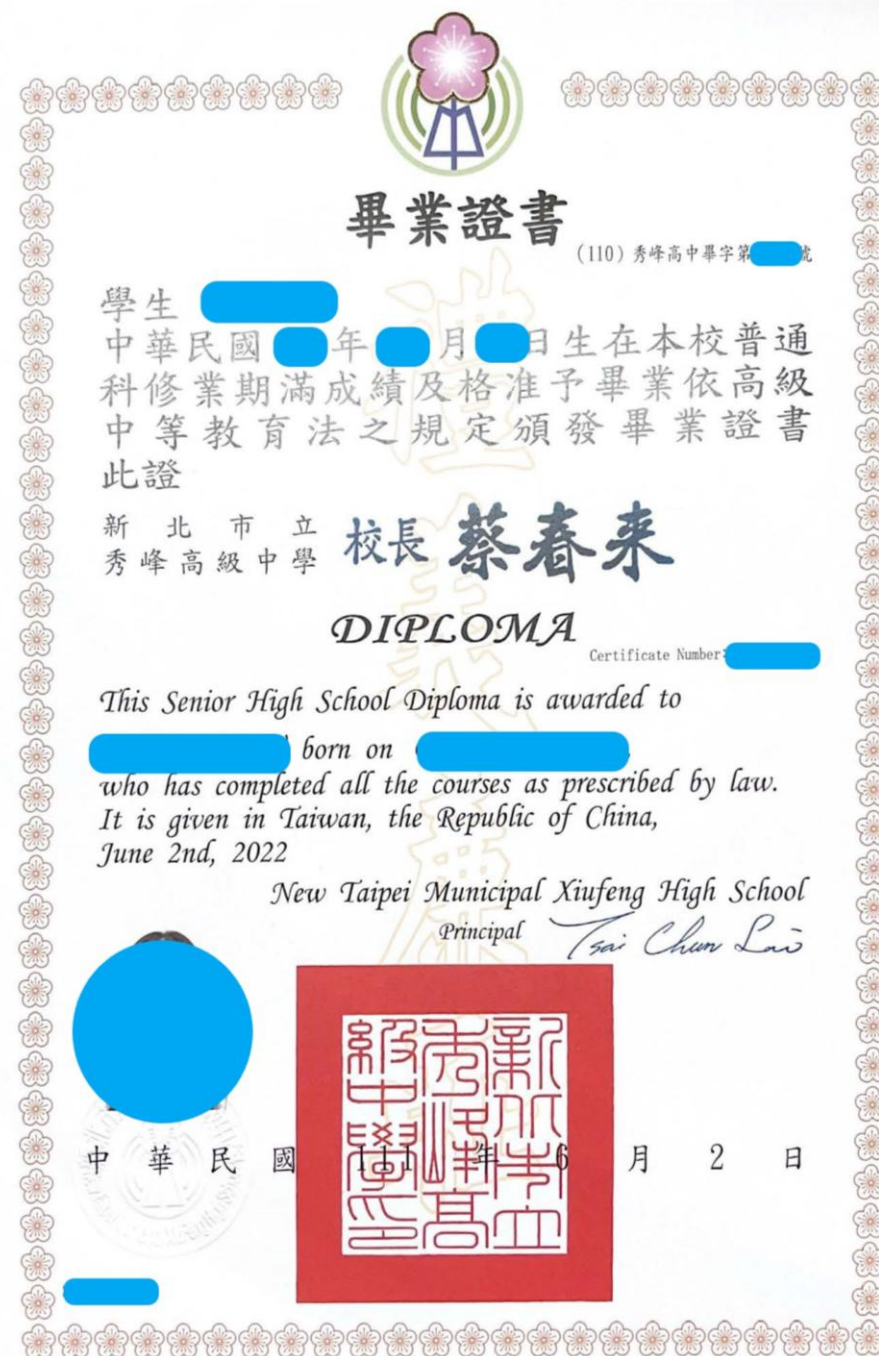 畢業證書
(110)秀峰高中畢字第號
學生
中華民國年月日生在本校普通
科修業期滿成績及格准予畢業依高級
中等教育法之規定頒發畢業證書
此證
新北市立
秀峰高級中學
校長 蔡春来
DIPLOMA
Certificate Number:
This Senior High School Diploma is awarded to
born on
who has completed all the courses as prescribed by law.
It is given in Taiwan, the Republic of China,
June 2nd, 2022
New Taipei Municipal Xiufeng High School
Principal Tsai Chun Lai
新北市立
秀峰高
級中學印
中華民國111年6月2日